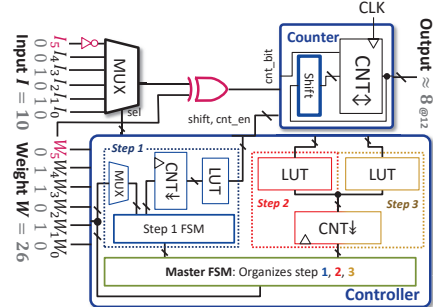 CLK
Output
≈ 8@12
Counter
CNT⇕
Shift
cnt_bit
MUX
sel
shift, cnt_en
Input I = 10
I₅ I₄ I₃ I₂ I₁ I₀
0 0 1 0 1 0
Weight W = 26
W₅ W₄ W₃ W₂ W₁ W₀
0 1 1 0 1 0
Step 1
MUX
CNT↡
LUT
Step 1 FSM
LUT
LUT
Step 2
Step 3
CNT↓
Master FSM: Organizes step 1, 2, 3
Controller